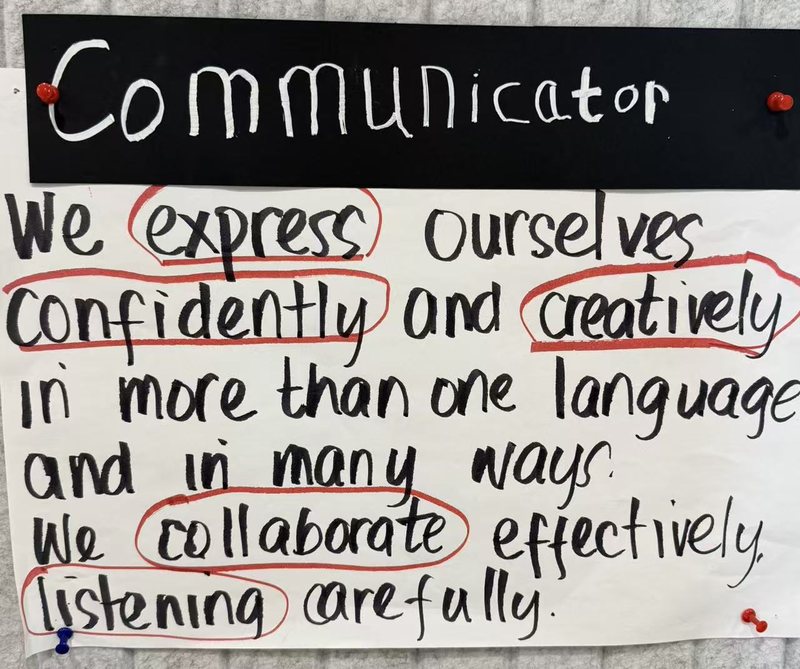 Communicator
We express ourselves
confidently and creatively
in more than one language
and in many ways.
We collaborate effectively,
listening carefully.